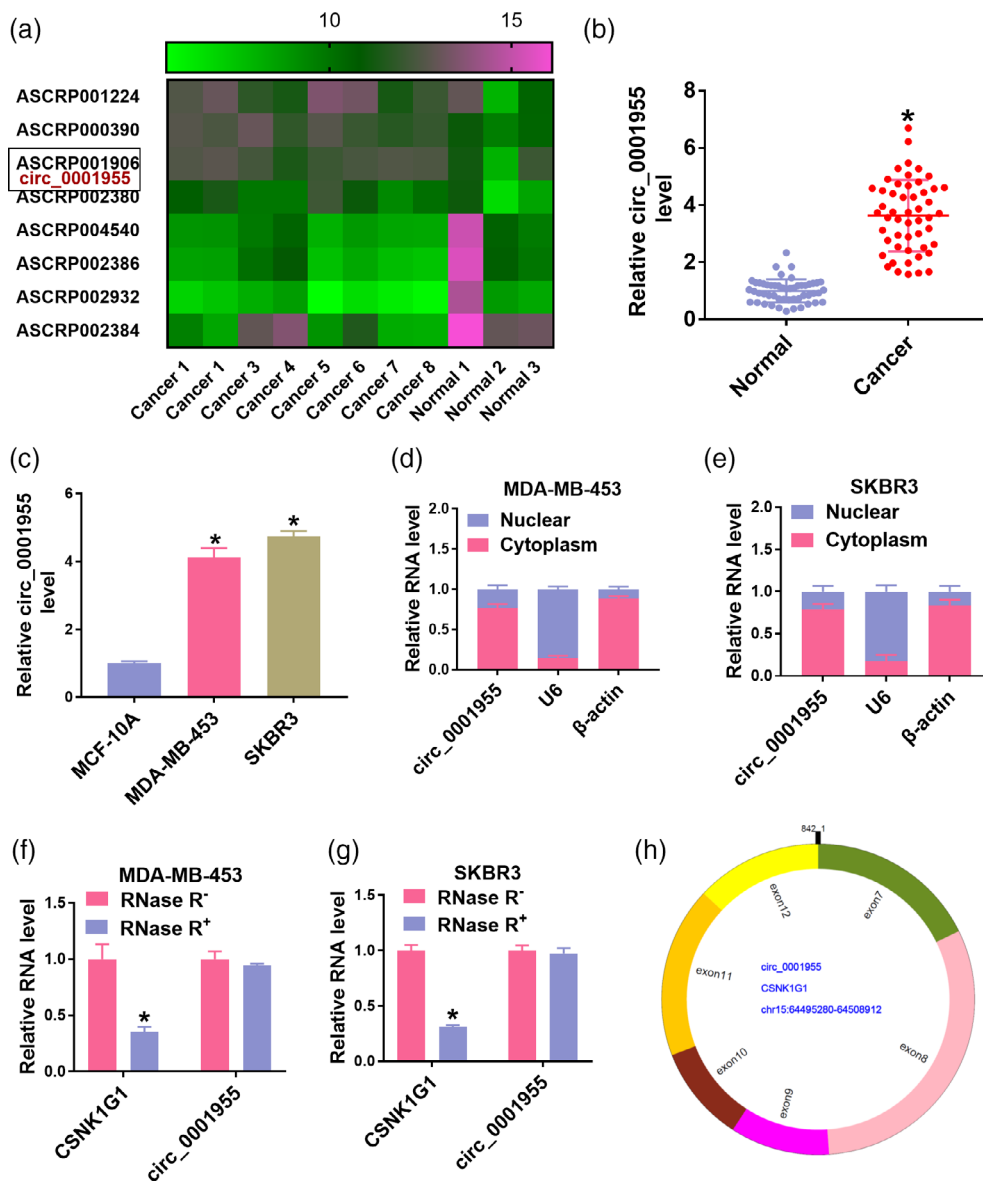 (a)
10
15
ASCRP001224
ASCRP000390
ASCRP001906
circ_0001955
ASCRP002380
ASCRP004540
ASCRP002386
ASCRP002932
ASCRP002384
Cancer 1
Cancer 1
Cancer 3
Cancer 4
Cancer 5
Cancer 6
Cancer 7
Cancer 8
Normal 1
Normal 2
Normal 3
(b)
Relative circ_0001955
level
8
6
4
2
0
*
Normal
Cancer
(c)
Relative circ_0001955
level
6
4
2
0
*
*
MCF-10A
MDA-MB-453
SKBR3
(d)
MDA-MB-453
Relative RNA level
2.0
1.5
1.0
0.5
0.0
Nuclear
Cytoplasm
circ_0001955
U6
β-actin
(e)
SKBR3
Relative RNA level
2.0
1.5
1.0
0.5
0.0
Nuclear
Cytoplasm
circ_0001955
U6
β-actin
(f)
MDA-MB-453
Relative RNA level
1.5
1.0
0.5
0.0
RNase R-
RNase R+
*
CSNK1G1
circ_0001955
(g)
SKBR3
Relative RNA level
1.5
1.0
0.5
0.0
RNase R-
RNase R+
*
CSNK1G1
circ_0001955
(h)
842_1
exon7
exon8
exon9
exon10
exon11
exon12
circ_0001955
CSNK1G1
chr15:64495280-64508912